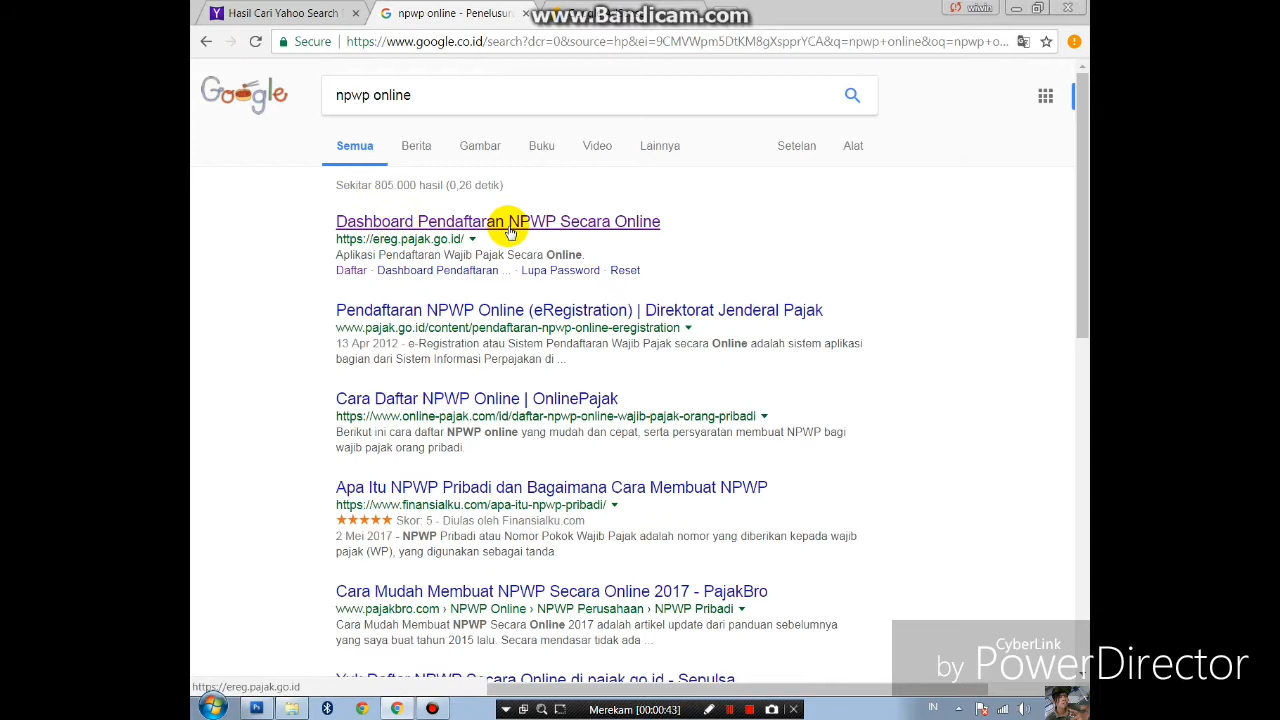 Hasil Cari Yahoo Search
npwp online - Penelusur
www.Bandicam.com
wiwin
Secure
https://www.google.co.id/search?dcr=0&source=hp&ei=9CMVWpm5DtKM8gXspprYCA&q=npwp+online&oq=npwp+o...
Google
npwp online
Semua
Berita
Gambar
Buku
Video
Lainnya
Setelan
Alat
Sekitar 805.000 hasil (0,26 detik)
Dashboard Pendaftaran NPWP Secara Online
https://ereg.pajak.go.id/
Aplikasi Pendaftaran Wajib Pajak Secara Online.
Daftar · Dashboard Pendaftaran ... · Lupa Password · Reset
Pendaftaran NPWP Online (eRegistration) | Direktorat Jenderal Pajak
www.pajak.go.id/content/pendaftaran-npwp-online-eregistration
13 Apr 2012 - e-Registration atau Sistem Pendaftaran Wajib Pajak secara Online adalah sistem aplikasi
bagian dari Sistem Informasi Perpajakan di ...
Cara Daftar NPWP Online | OnlinePajak
https://www.online-pajak.com/id/daftar-npwp-online-wajib-pajak-orang-pribadi
Berikut ini cara daftar NPWP online yang mudah dan cepat, serta persyaratan membuat NPWP bagi
wajib pajak orang pribadi.
Apa Itu NPWP Pribadi dan Bagaimana Cara Membuat NPWP
https://www.finansialku.com/apa-itu-npwp-pribadi/
Skor: 5 - Diulas oleh Finansialku.com
2 Mei 2017 - NPWP Pribadi atau Nomor Pokok Wajib Pajak adalah nomor yang diberikan kepada wajib
pajak (WP), yang digunakan sebagai tanda.
Cara Mudah Membuat NPWP Secara Online 2017 - PajakBro
www.pajakbro.com › NPWP Online › NPWP Perusahaan › NPWP Pribadi
Cara Mudah Membuat NPWP Secara Online 2017 adalah artikel update dari panduan sebelumnya
yang saya buat tahun 2015 lalu. Secara mendasar tidak ada ...
Yuk Daftar NPWP Secara Online di pajak.go.id - Sepulsa
https://ereg.pajak.go.id
CyberLink
by PowerDirector
Merekam [00:00:43]
IN